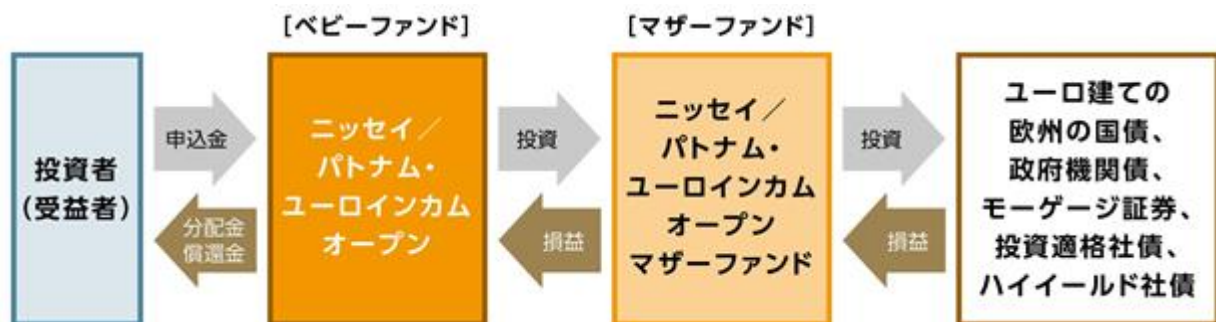 [ベビーファンド]
[マザーファンド]
投資者
(受益者)
申込金
分配金
償還金
ニッセイ／
パトナム・
ユーロインカム
オープン
投資
損益
ニッセイ／
パトナム・
ユーロインカム
オープン
マザーファンド
投資
損益
ユーロ建ての
欧州の国債、
政府機関債、
モーゲージ証券、
投資適格社債、
ハイイールド社債